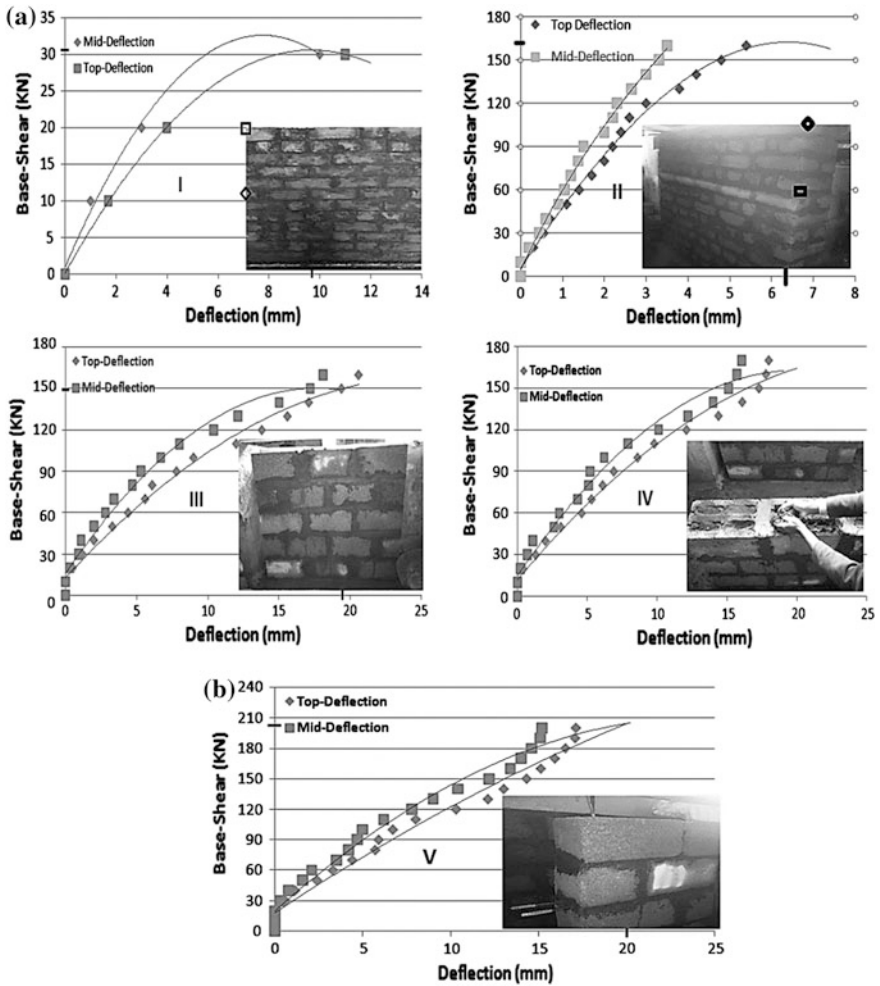 (a)
Base-Shear (KN)
35
30
25
20
15
10
5
0
Mid-Deflection
Top-Deflection
I
0 2 4 6 8 10 12 14
Deflection (mm)
Base-Shear (KN)
180
150
120
90
60
30
0
Top Deflection
Mid-Deflection
II
0 1 2 3 4 5 6 7 8
Deflection (mm)
Base-Shear (KN)
180
150
120
90
60
30
0
Top-Deflection
Mid-Deflection
III
0 5 10 15 20 25
Deflection (mm)
Base-Shear (KN)
180
150
120
90
60
30
0
Top-Deflection
Mid-Deflection
IV
0 5 10 15 20 25
Deflection (mm)
(b)
Base-Shear (KN)
240
210
180
150
120
90
60
30
0
Top-Deflection
Mid-Deflection
V
0 5 10 15 20 25
Deflection (mm)